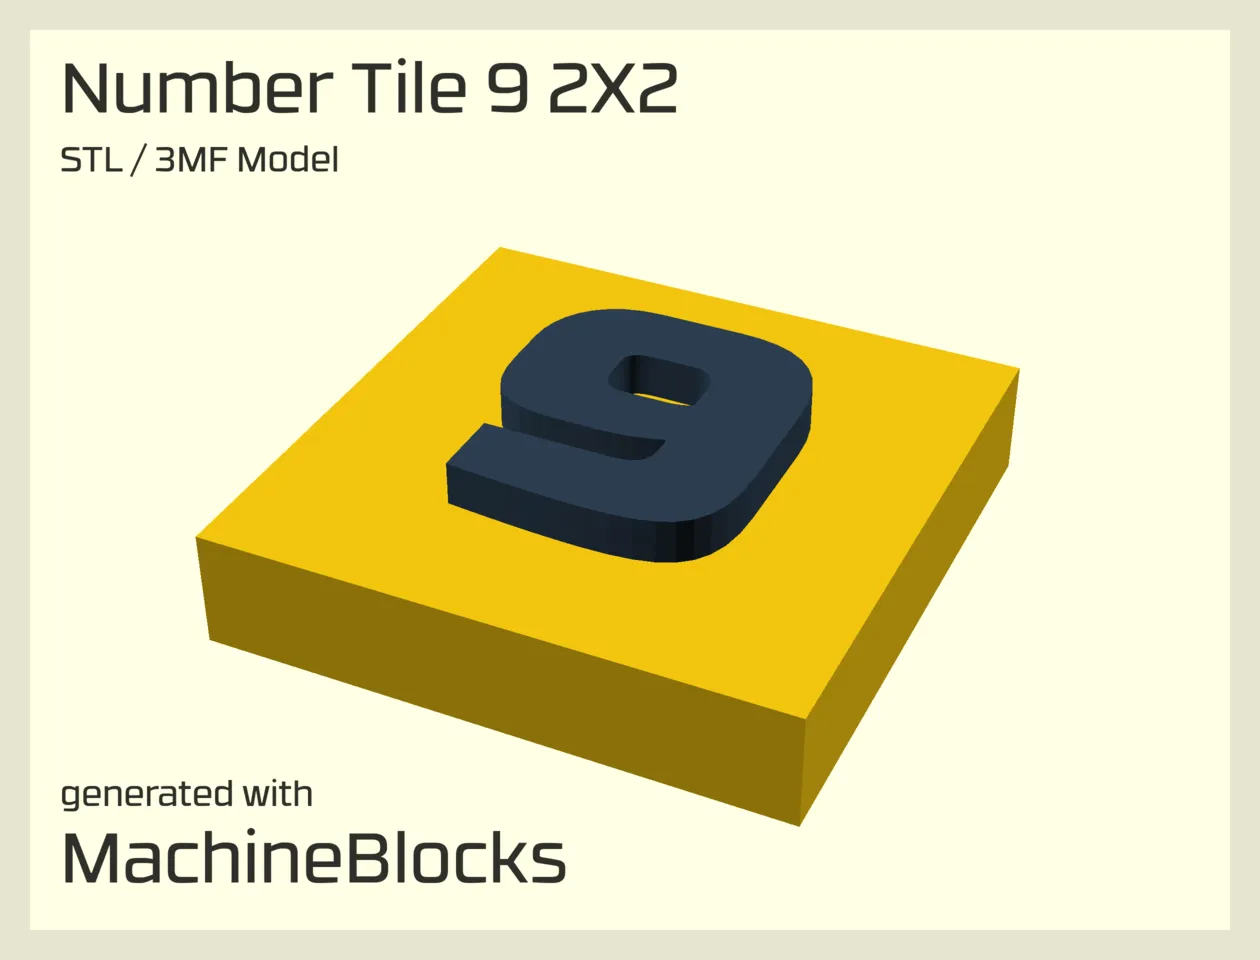 Number Tile 9 2X2
STL / 3MF Model
9
generated with
MachineBlocks